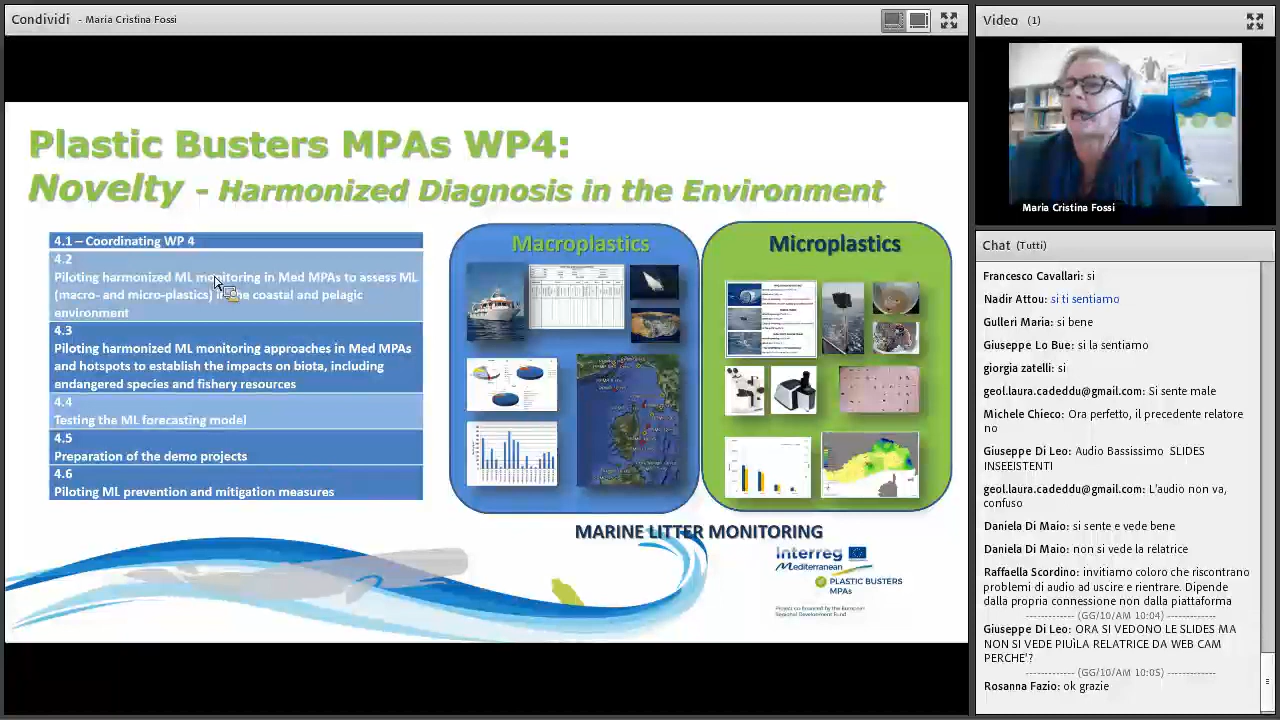 Condividi - Maria Cristina Fossi
Plastic Busters MPAs WP4:
Novelty - Harmonized Diagnosis in the Environment
4.1 – Coordinating WP 4
4.2
Piloting harmonized ML monitoring in Med MPAs to assess ML
(macro- and micro-plastics) in the coastal and pelagic
environment
4.3
Piloting harmonized ML monitoring approaches in Med MPAs
and hotspots to establish the impacts on biota, including
endangered species and fishery resources
4.4
Testing the ML forecasting model
4.5
Preparation of the demo projects
4.6
Piloting ML prevention and mitigation measures
Macroplastics
Microplastics
MARINE LITTER MONITORING
Interreg
Mediterranean
PLASTIC BUSTERS
MPAs
Project co-financed by the European
Regional Development Fund
Video (1)
Maria Cristina Fossi
Chat (Tutti)
Francesco Cavallari: si
Nadir Attou: si ti sentiamo
Gulleri Maria: si bene
Giuseppe Lo Bue: si la sentiamo
giorgia zatelli: si
geol.laura.cadeddu@gmail.com: Si sente male
Michele Chieco: Ora perfetto, il precedente relatore
no
Giuseppe Di Leo: Audio Bassissimo SLIDES
INSEISTENTI
geol.laura.cadeddu@gmail.com: L'audio non va,
confuso
Daniela Di Maio: si sente e vede bene
Daniela Di Maio: non si vede la relatrice
Raffaella Scordino: invitiamo coloro che riscontrano
problemi di audio ad uscire e rientrare. Dipende
dalla propria connessione non dalla piattaforma
------------- (GG/10/AM 10:04) -------------
Giuseppe Di Leo: ORA SI VEDONO LE SLIDES MA
NON SI VEDE PIUìLA RELATRICE DA WEB CAM
PERCHE'?
------------- (GG/10/AM 10:05) -------------
Rosanna Fazio: ok grazie